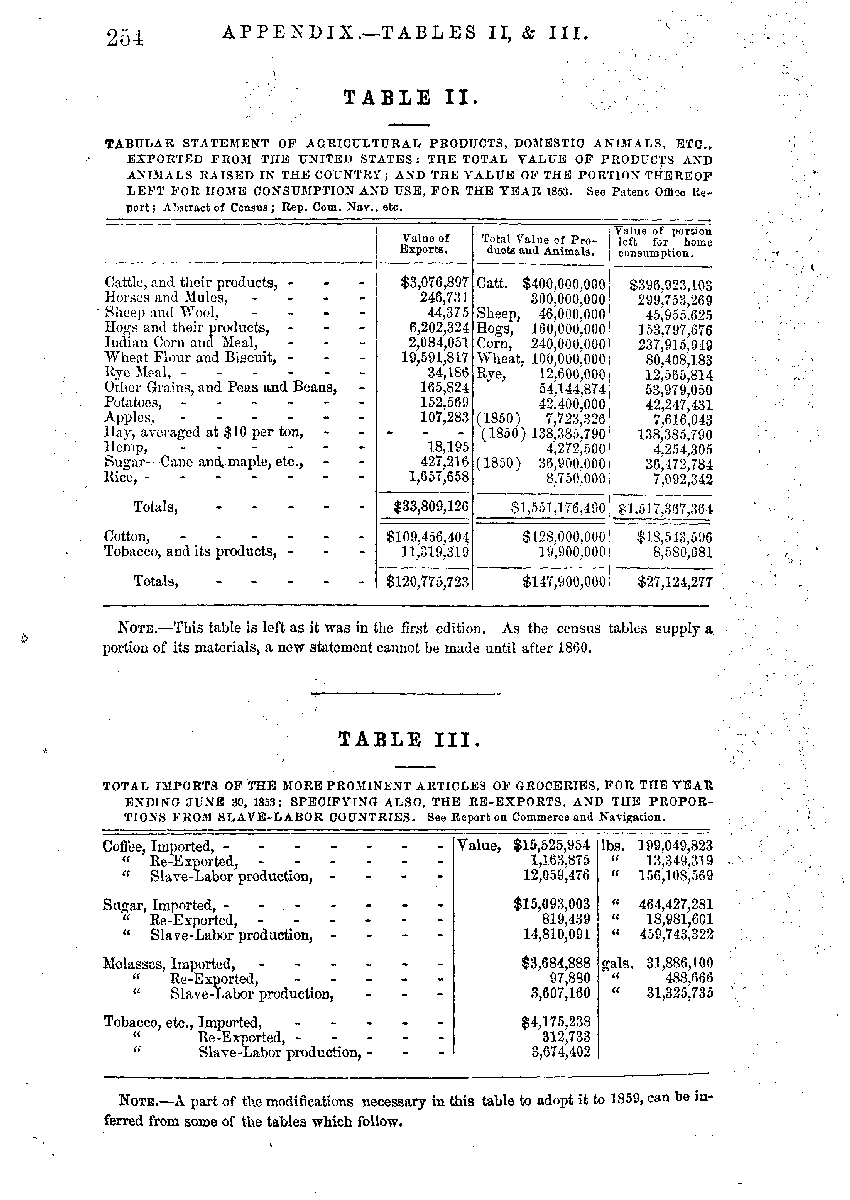 254 APPENDIX.—TABLES II, & III.
TABLE II.
TABULAR STATEMENT OF AGRICULTURAL PRODUCTS, DOMESTIC ANIMALS, ETC.,
EXPORTED FROM THE UNITED STATES: THE TOTAL VALUE OF PRODUCTS AND
ANIMALS RAISED IN THE COUNTRY; AND THE VALUE OF THE PORTION THEREOF
LEFT FOR HOME CONSUMPTION AND USE, FOR THE YEAR 1853. See Patent Office Re-
port; Abstract of Census; Rep. Com. Nav., etc.
Value of Exports. Total Value of Pro- ducts and Animals. Value of portion left for home consumption.
Cattle, and their products, - - - $3,076,897 Catt. $400,000,000 $396,923,103
Horses and Mules, - - - - 246,731 300,000,000 299,753,269
Sheep and Wool, - - - - 44,375 Sheep, 46,000,000 45,955,625
Hogs and their products, - - - 6,202,324 Hogs, 160,000,000 153,797,676
Indian Corn and Meal, - - - 2,084,051 Corn, 240,000,000 237,915,949
Wheat Flour and Biscuit, - - - 19,591,817 Wheat, 100,000,000 80,408,183
Rye Meal, - - - - - - 34,186 Rye, 12,600,000 12,565,814
Other Grains, and Peas and Beans, - 165,824 54,144,874 53,979,050
Potatoes, - - - - - - 152,569 42,400,000 42,247,431
Apples, - - - - - - 107,283 (1850) 7,723,326 7,616,043
Hay, averaged at $10 per ton, - - - - - (1850) 138,385,790 138,385,790
Hemp, - - - - - - 18,195 4,272,500 4,254,305
Sugar--Cane and maple, etc., - - 427,216 (1850) 36,900,000 36,472,784
Rice, - - - - - - - 1,657,658 8,750,000 7,092,342
Totals, - - - - - $33,809,126 $1,551,176,490 $1,517,367,364
Cotton, - - - - - - $109,456,404 $128,000,000 $18,543,596
Tobacco, and its products, - - - 11,319,319 19,900,000 8,580,681
Totals, - - - - - $120,775,723 $147,900,000 $27,124,277
NOTE.—This table is left as it was in the first edition. As the census tables supply a
portion of its materials, a new statement cannot be made until after 1860.
TABLE III.
TOTAL IMPORTS OF THE MORE PROMINENT ARTICLES OF GROCERIES, FOR THE YEAR
ENDING JUNE 30, 1853; SPECIFYING ALSO, THE RE-EXPORTS, AND THE PROPOR-
TIONS FROM SLAVE-LABOR COUNTRIES. See Report on Commerce and Navigation.
Coffee, Imported, - - - - - - - Value, $15,525,954 lbs. 199,049,823
“ Re-Exported, - - - - - - 1,163,875 “ 13,349,319
“ Slave-Labor production, - - - - 12,059,476 “ 156,108,569
Sugar, Imported, - - - - - - - $15,093,003 “ 464,427,281
“ Re-Exported, - - - - - - 819,439 “ 18,981,601
“ Slave-Labor production, - - - - 14,810,091 “ 459,743,322
Molasses, Imported, - - - - - - $3,684,888 gals. 31,886,100
“ Re-Exported, - - - - - 97,880 “ 488,666
“ Slave-Labor production, - - - 3,607,160 “ 31,325,735
Tobacco, etc., Imported, - - - - - $4,175,238
“ Re-Exported, - - - - - 312,733
“ Slave-Labor production, - - - 3,674,402
NOTE.—A part of the modifications necessary in this table to adopt it to 1859, can be in-
ferred from some of the tables which follow.